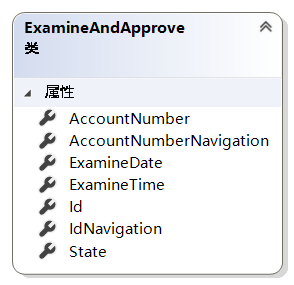 ExamineAndApprove
类
属性
AccountNumber
AccountNumberNavigation
ExamineDate
ExamineTime
Id
IdNavigation
State